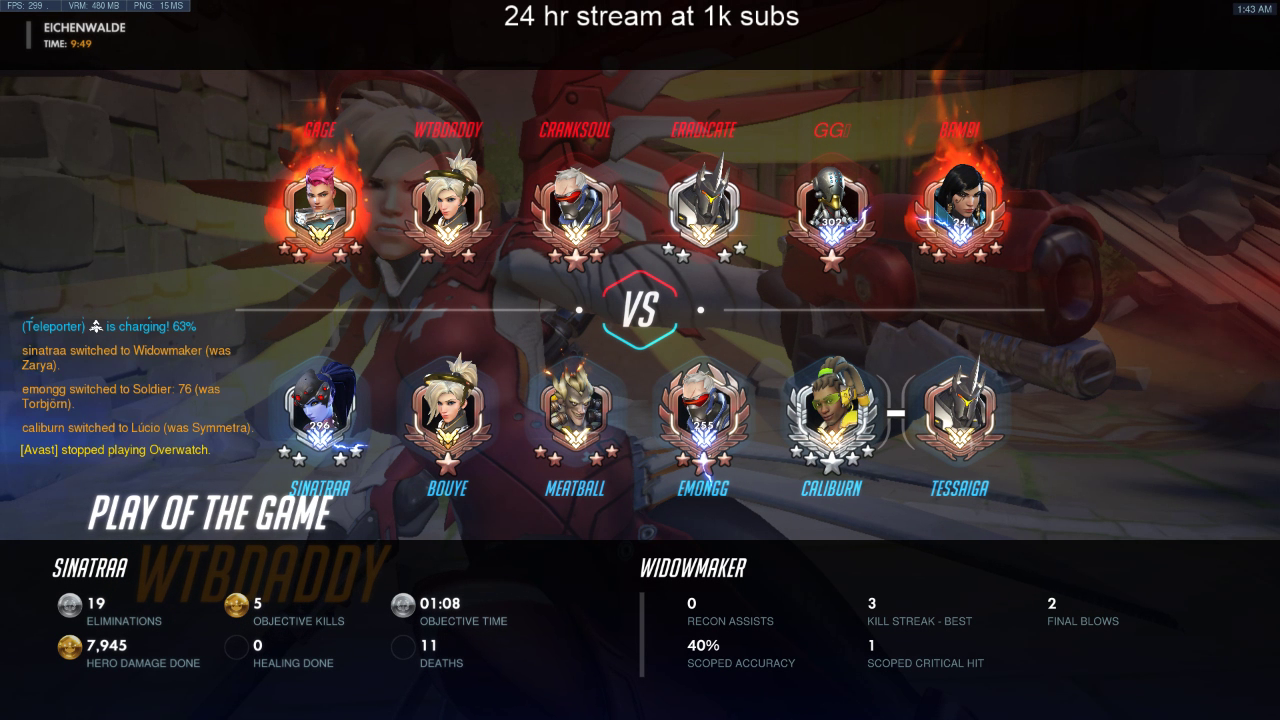 FPS: 299 . VRM: 480 MB PNG: 15 MS
24 hr stream at 1k subs
1:43 AM
EICHENWALDE
TIME: 9:49
GAGE WTBDADDY CRANKSOUL ERADICATE GG BAMBI
302 24
VS
(Teleporter) is charging! 63%
sinatraa switched to Widowmaker (was
Zarya).
emongg switched to Soldier: 76 (was
Torbjörn).
caliburn switched to Lúcio (was Symmetra).
[Avast] stopped playing Overwatch.
296 255
SINATRAA BOUYE MEATBALL EMONGG CALIBURN TESSAIGA
PLAY OF THE GAME
WTBDADDY
SINATRAA
19 5 01:08
ELIMINATIONS OBJECTIVE KILLS OBJECTIVE TIME
7,945 0 11
HERO DAMAGE DONE HEALING DONE DEATHS
WIDOWMAKER
0 3 2
RECON ASSISTS KILL STREAK - BEST FINAL BLOWS
40% 1
SCOPED ACCURACY SCOPED CRITICAL HIT